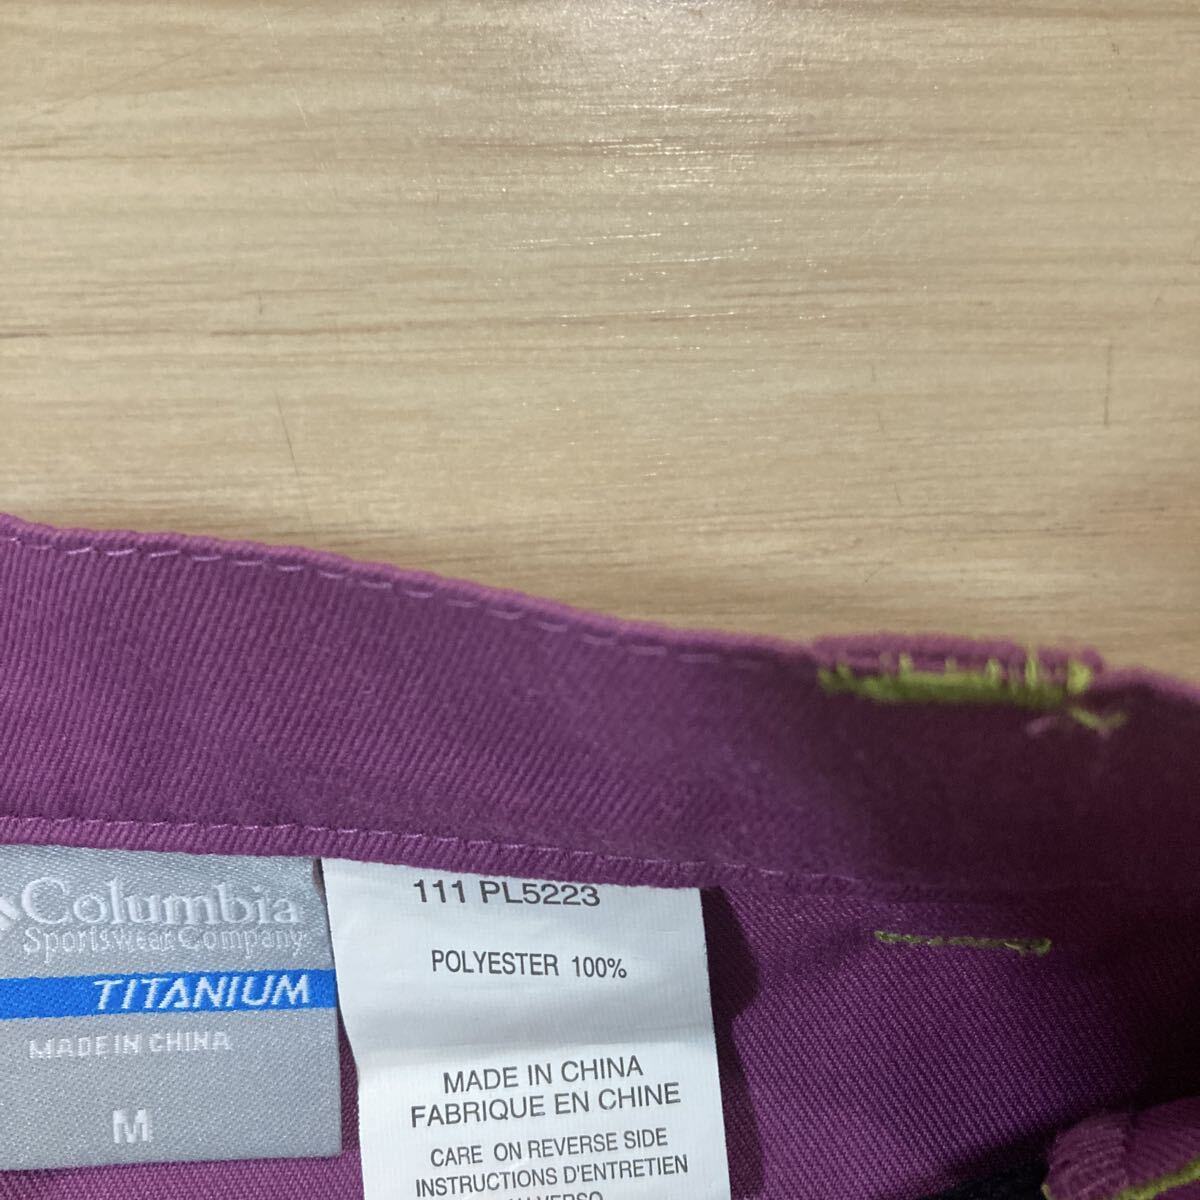 Columbia
Sportswear Company
TITANIUM
MADE IN CHINA
M
111 PL5223
POLYESTER 100%
MADE IN CHINA
FABRIQUE EN CHINE
CARE ON REVERSE SIDE
INSTRUCTIONS D'ENTRETIEN
VERSO